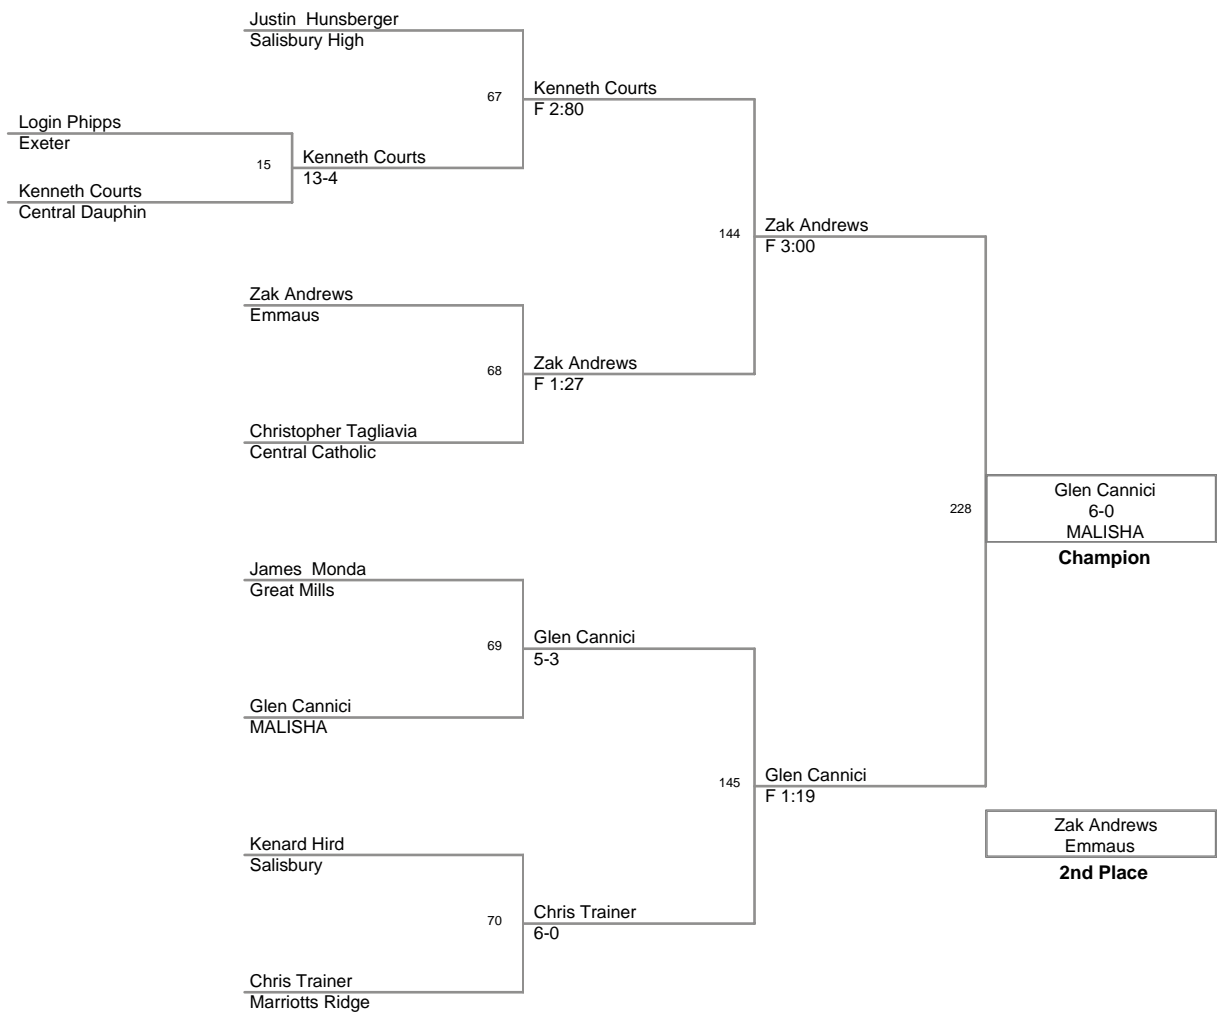 Justin  Hunsberger
Salisbury High
67
Kenneth Courts
F 2:80
Login Phipps
Exeter
15
Kenneth Courts
13-4
Kenneth Courts
Central Dauphin
144
Zak Andrews
F 3:00
Zak Andrews
Emmaus
68
Zak Andrews
F 1:27
Christopher Tagliavia
Central Catholic
228
Glen Cannici
6-0
MALISHA
Champion
James  Monda
Great Mills
69
Glen Cannici
5-3
Glen Cannici
MALISHA
145
Glen Cannici
F 1:19
Zak Andrews
Emmaus
2nd Place
Kenard Hird
Salisbury
70
Chris Trainer
6-0
Chris Trainer
Marriotts Ridge